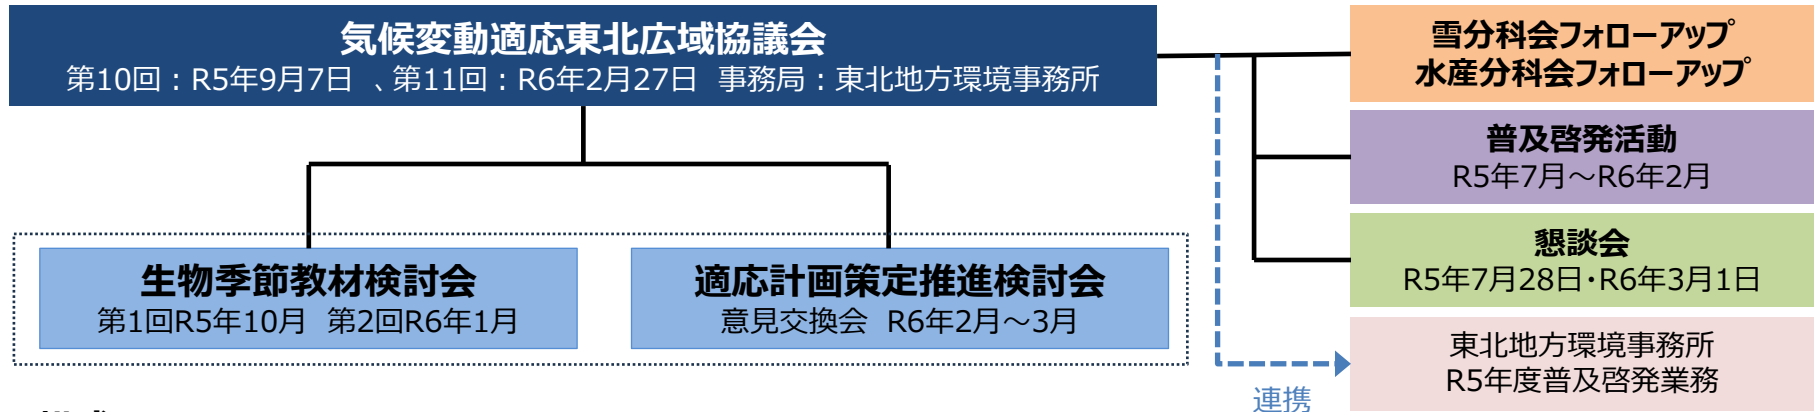 気候変動適応東北広域協議会
第10回：R5年9月7日 、第11回：R6年2月27日　事務局：東北地方環境事務所
雪分科会フォローアップ
水産分科会フォローアップ
普及啓発活動
R5年7月～R6年2月
懇談会
R5年7月28日・R6年3月1日
生物季節教材検討会
第1回R5年10月　第2回R6年1月
適応計画策定推進検討会
意見交換会　R6年2月～3月
東北地方環境事務所
R5年度普及啓発業務
連携